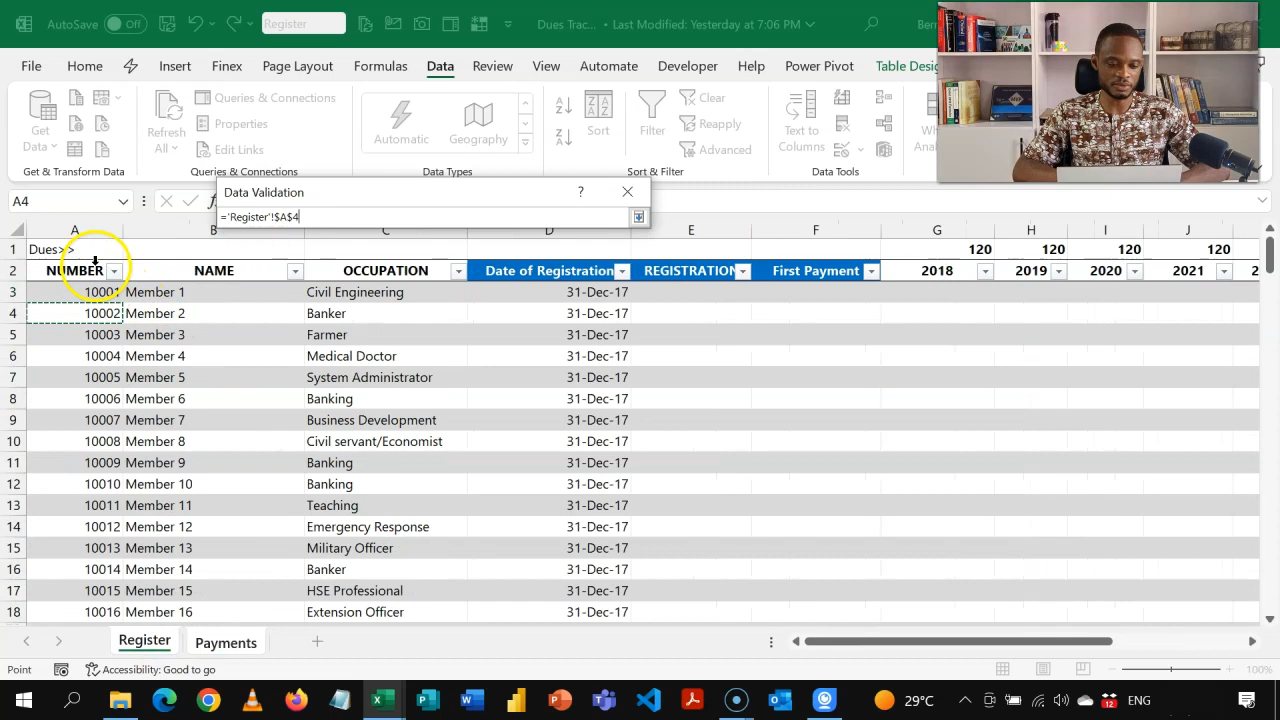 AutoSave Off Register Dues Trac... • Last Modified: Yesterday at 7:06 PM
File Home Insert Finex Page Layout Formulas Data Review View Automate Developer Help Power Pivot Table Design
Get Data
Refresh All
Queries & Connections
Properties
Edit Links
Automatic Geography
Sort
Filter
Clear
Reapply
Advanced
Text to Columns
Get & Transform Data Queries & Connections Data Types Sort & Filter Data Tools
A4
Data Validation ?
='Register'!$A$4
A B C D E F G H I J
1 Dues>> 120 120 120 120
2 NUMBER NAME OCCUPATION Date of Registration REGISTRATION First Payment 2018 2019 2020 2021 2
3 10001 Member 1 Civil Engineering 31-Dec-17
4 10002 Member 2 Banker 31-Dec-17
5 10003 Member 3 Farmer 31-Dec-17
6 10004 Member 4 Medical Doctor 31-Dec-17
7 10005 Member 5 System Administrator 31-Dec-17
8 10006 Member 6 Banking 31-Dec-17
9 10007 Member 7 Business Development 31-Dec-17
10 10008 Member 8 Civil servant/Economist 31-Dec-17
11 10009 Member 9 Banking 31-Dec-17
12 10010 Member 10 Banking 31-Dec-17
13 10011 Member 11 Teaching 31-Dec-17
14 10012 Member 12 Emergency Response 31-Dec-17
15 10013 Member 13 Military Officer 31-Dec-17
16 10014 Member 14 Banker 31-Dec-17
17 10015 Member 15 HSE Professional 31-Dec-17
18 10016 Member 16 Extension Officer 31-Dec-17
Register Payments
Point Accessibility: Good to go 100%
29°C 12 ENG